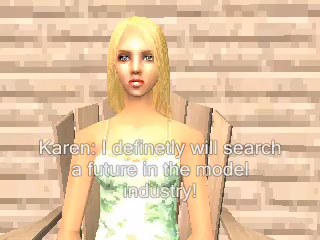 Karen: I definetly will search
a future in the model
industry!